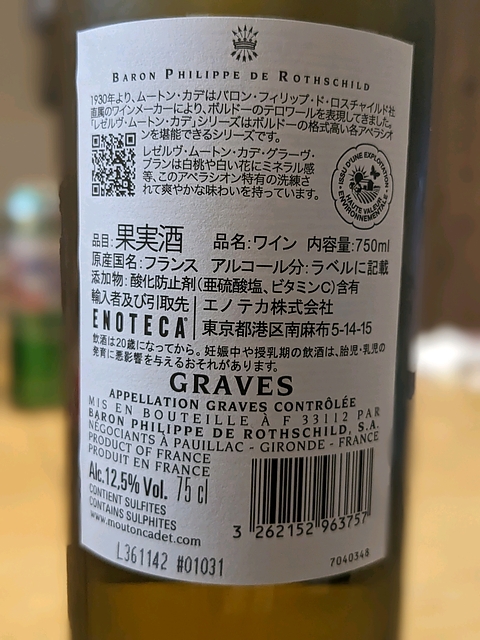 BARON PHILIPPE DE ROTHSCHILD
1930年より、ムートン・カデはバロン・フィリップ・ド・ロスチャイルド社
直属のワインメーカーにより、ボルドーのテロワールを表現してきました。
「レゼルヴ・ムートン・カデ」シリーズはボルドーの格式高い各アペラシオ
ンを堪能できるシリーズです。
レゼルヴ・ムートン・カデ・グラーヴ・
ブランは白桃や白い花にミネラル感
等、このアペラシオン特有の洗練さ
れて爽やかな味わいを持っています。
ISSU D'UNE EXPLOITATION
HAUTE VALEUR
ENVIRONNEMENTALE
品目:果実酒 品名:ワイン 内容量:750ml
原産国名:フランス アルコール分:ラベルに記載
添加物:酸化防止剤(亜硫酸塩、ビタミンC)含有
輸入者及び引取先 エノテカ株式会社
ENOTECA 東京都港区南麻布5-14-15
飲酒は20歳になってから。妊娠中や授乳期の飲酒は、胎児・乳児の
発育に悪影響を与えるおそれがあります。
GRAVES
APPELLATION GRAVES CONTRÔLÉE
MIS EN BOUTEILLE À F 33112 PAR
BARON PHILIPPE DE ROTHSCHILD, S.A.
NÉGOCIANTS À PAUILLAC - GIRONDE - FRANCE
PRODUCT OF FRANCE
PRODUIT EN FRANCE
Alc.12,5% Vol. 75 cl
CONTIENT SULFITES
CONTAINS SULPHITES
www.moutoncadet.com
3 262152 963757
L361142 #01031
7040348